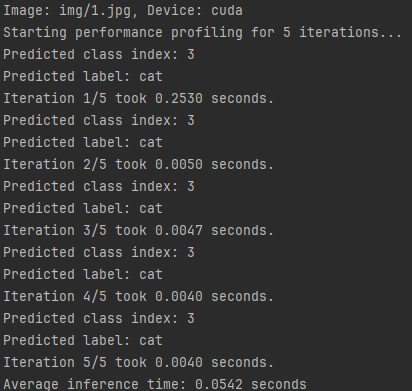 Image: img/1.jpg, Device: cuda
Starting performance profiling for 5 iterations...
Predicted class index: 3
Predicted label: cat
Iteration 1/5 took 0.2530 seconds.
Predicted class index: 3
Predicted label: cat
Iteration 2/5 took 0.0050 seconds.
Predicted class index: 3
Predicted label: cat
Iteration 3/5 took 0.0047 seconds.
Predicted class index: 3
Predicted label: cat
Iteration 4/5 took 0.0040 seconds.
Predicted class index: 3
Predicted label: cat
Iteration 5/5 took 0.0040 seconds.
Average inference time: 0.0542 seconds